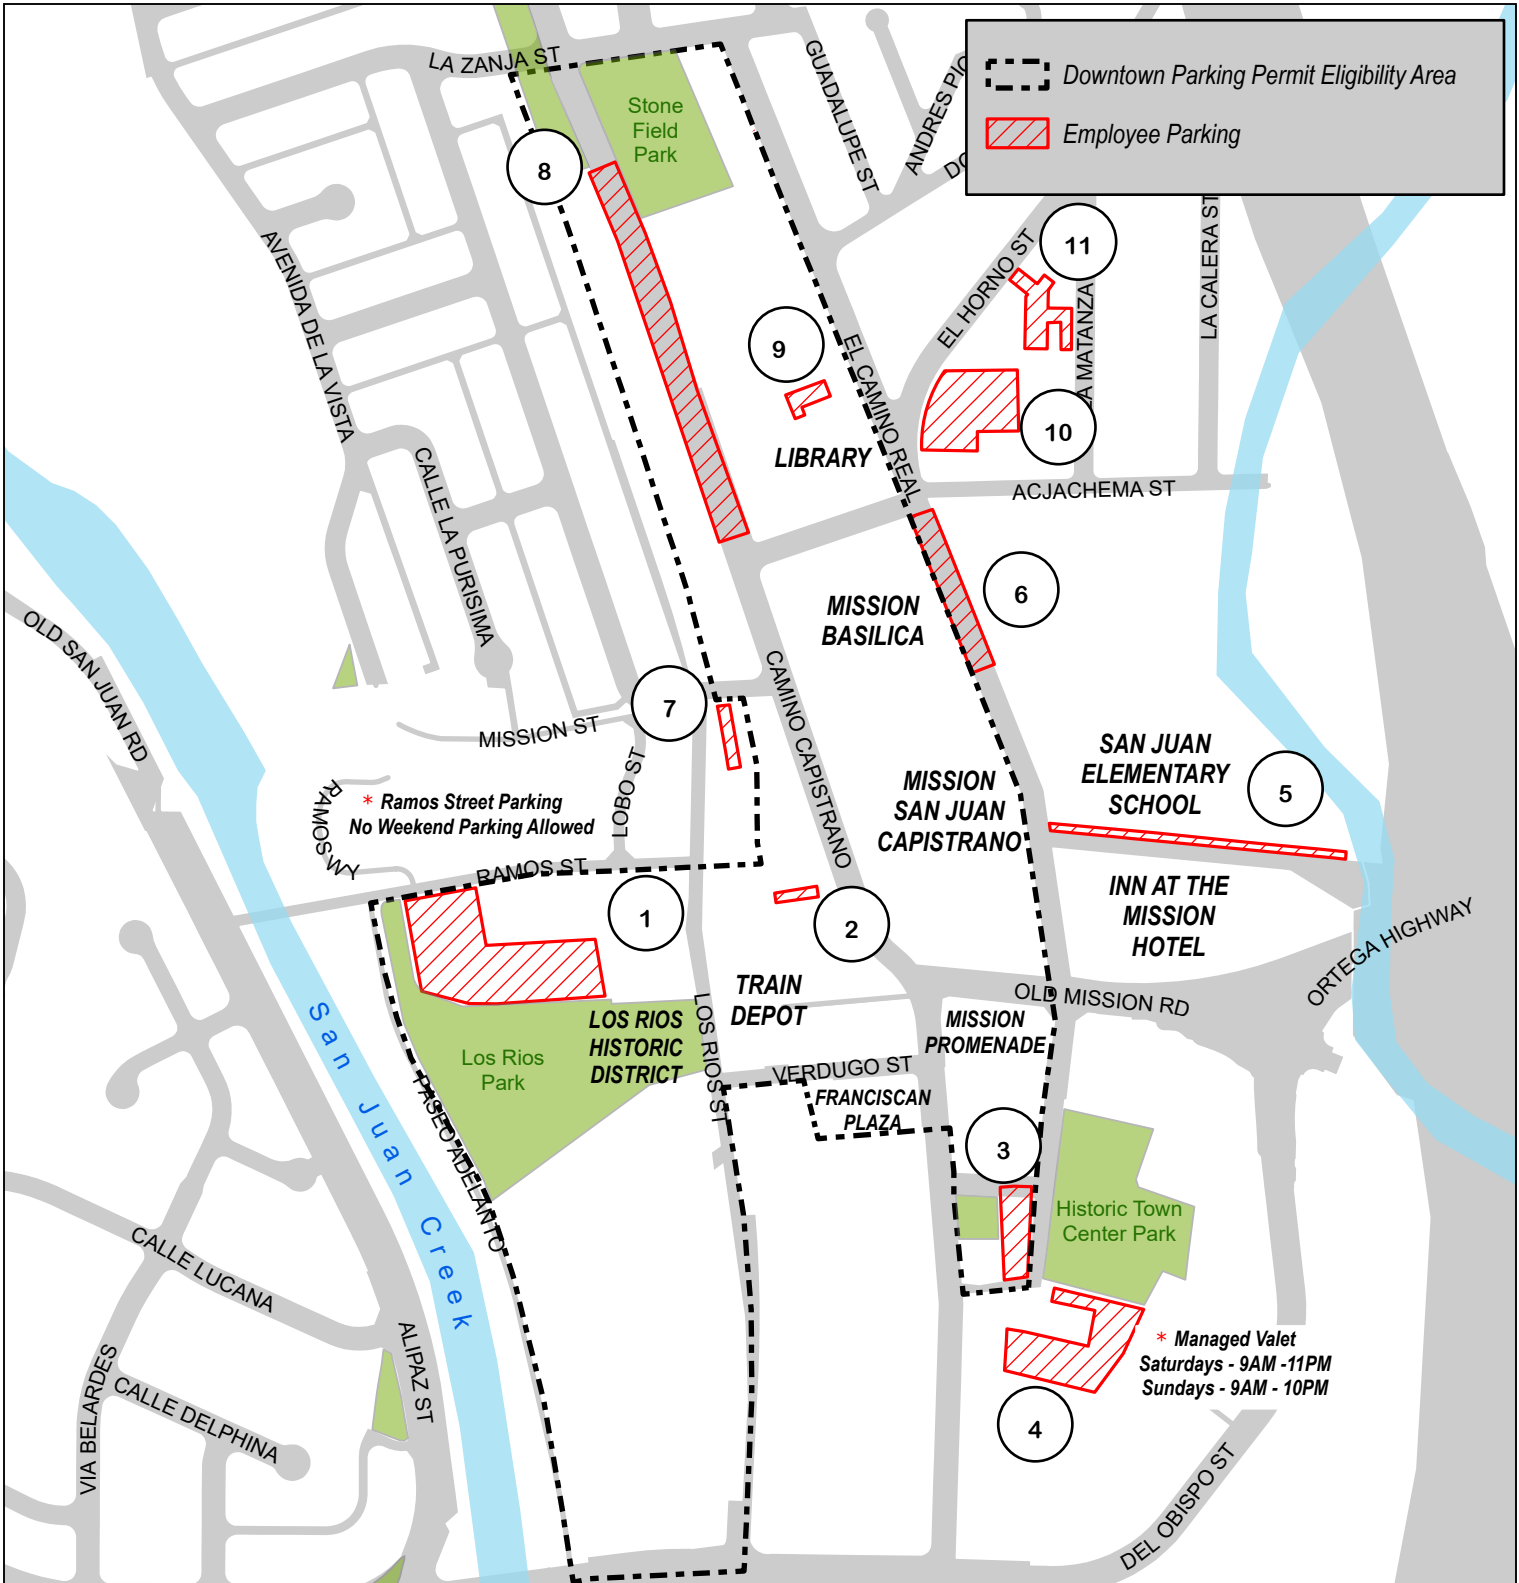 LA ZANJA ST
GUADALUPE ST
ANDRES PIC
DO
Downtown Parking Permit Eligibility Area
Employee Parking
Stone
Field
Park
8
11
EL HORNO ST
LA CALERA ST
AVENIDA DE LA VISTA
9
EL CAMINO REAL
LA MATANZA
10
LIBRARY
CALLE LA PURISIMA
ACJACHEMA ST
6
MISSION
BASILICA
OLD SAN JUAN RD
CAMINO CAPISTRANO
7
MISSION ST
LOBO ST
SAN JUAN
ELEMENTARY
SCHOOL
5
MISSION
SAN JUAN
CAPISTRANO
RAMOS WY
* Ramos Street Parking
No Weekend Parking Allowed
RAMOS ST
1
2
INN AT THE
MISSION
HOTEL
ORTEGA HIGHWAY
TRAIN
DEPOT
OLD MISSION RD
LOS RIOS
HISTORIC
DISTRICT
LOS RIOS ST
MISSION
PROMENADE
San Juan Creek
Los Rios
Park
VERDUGO ST
FRANCISCAN
PLAZA
PASEO ADELANTO
3
Historic Town
Center Park
CALLE LUCANA
* Managed Valet
Saturdays - 9AM -11PM
Sundays - 9AM - 10PM
ALIPAZ ST
VIA BELARDES
CALLE DELPHINA
4
DEL OBISPO ST